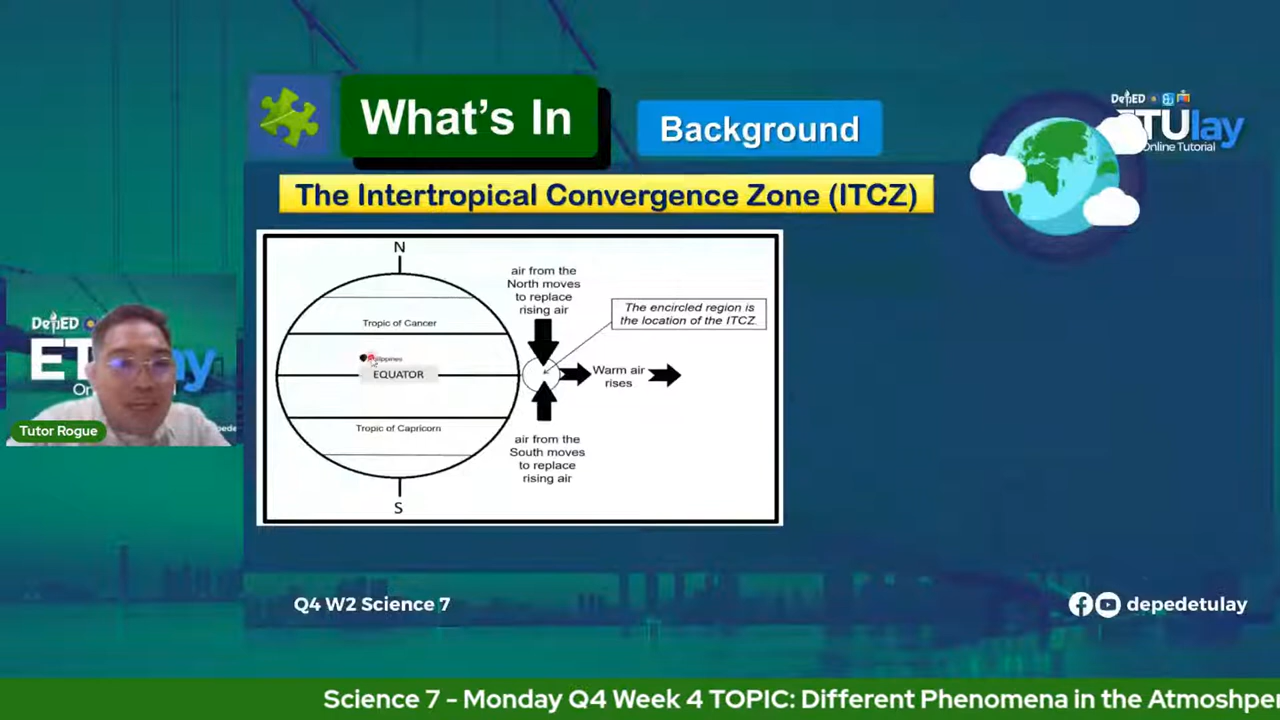 What's In
Background
DepED
ETUlay
Online Tutorial
The Intertropical Convergence Zone (ITCZ)
N
air from the
North moves
to replace
rising air
The encircled region is
the location of the ITCZ.
Tropic of Cancer
EQUATOR
Warm air
rises
Tropic of Capricorn
air from the
South moves
to replace
rising air
S
DepED
Tutor Rogue
Q4 W2 Science 7
depedetulay
Science 7 - Monday Q4 Week 4 TOPIC: Different Phenomena in the Atmoshpe